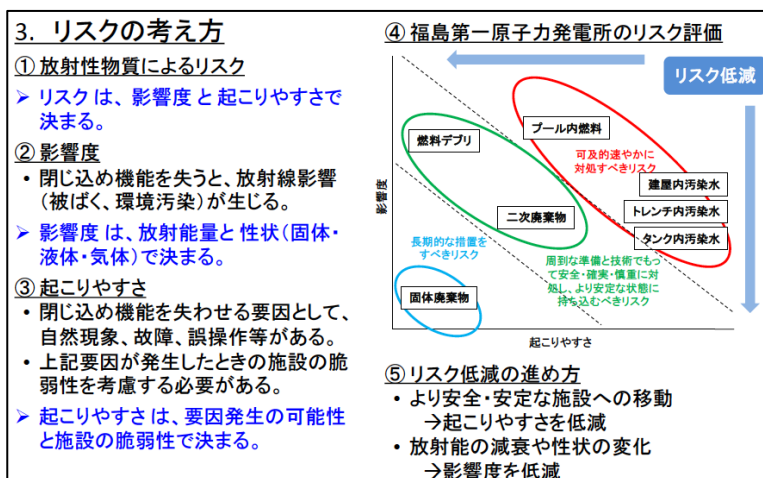 3. リスクの考え方
① 放射性物質によるリスク
➢ リスク は、影響度 と 起こりやすさで
決まる。
② 影響度
• 閉じ込め機能を失うと、放射線影響
(被ばく、環境汚染)が生じる。
➢ 影響度 は、放射能量と 性状(固体・
液体・気体)で決まる。
③ 起こりやすさ
• 閉じ込め機能を失わせる要因として、
自然現象、故障、誤操作等がある。
• 上記要因が発生したときの施設の脆
弱性を考慮する必要がある。
➢ 起こりやすさ は、要因発生の可能性
と施設の脆弱性で決まる。
④ 福島第一原子力発電所のリスク評価
リスク低減
影響度
プール内燃料
燃料デブリ
可及的速やかに
対処すべきリスク
建屋内汚染水
トレンチ内汚染水
タンク内汚染水
二次廃棄物
長期的な措置を
すべきリスク
周到な準備と技術でもっ
て安全・確実・慎重に対
処し、より安定な状態に
持ち込むべきリスク
固体廃棄物
起こりやすさ
⑤ リスク低減の進め方
• より安全・安定な施設への移動
→起こりやすさを低減
• 放射能の減衰や性状の変化
→影響度を低減